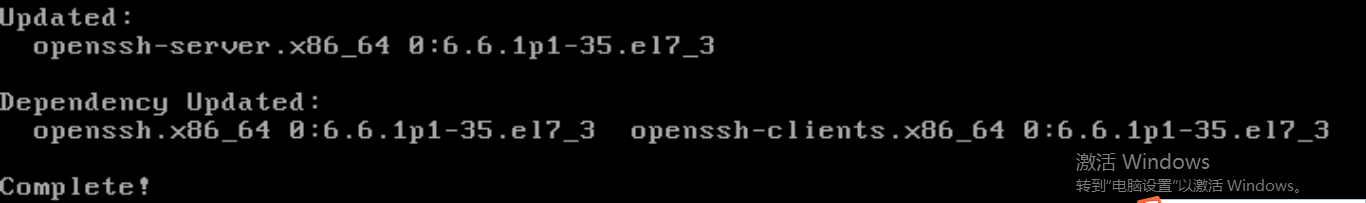 Updated:
openssh-server.x86_64 0:6.6.1p1-35.el7_3
Dependency Updated:
openssh.x86_64 0:6.6.1p1-35.el7_3 openssh-clients.x86_64 0:6.6.1p1-35.el7_3
激活 Windows
转到"电脑设置"以激活 Windows。
Complete!